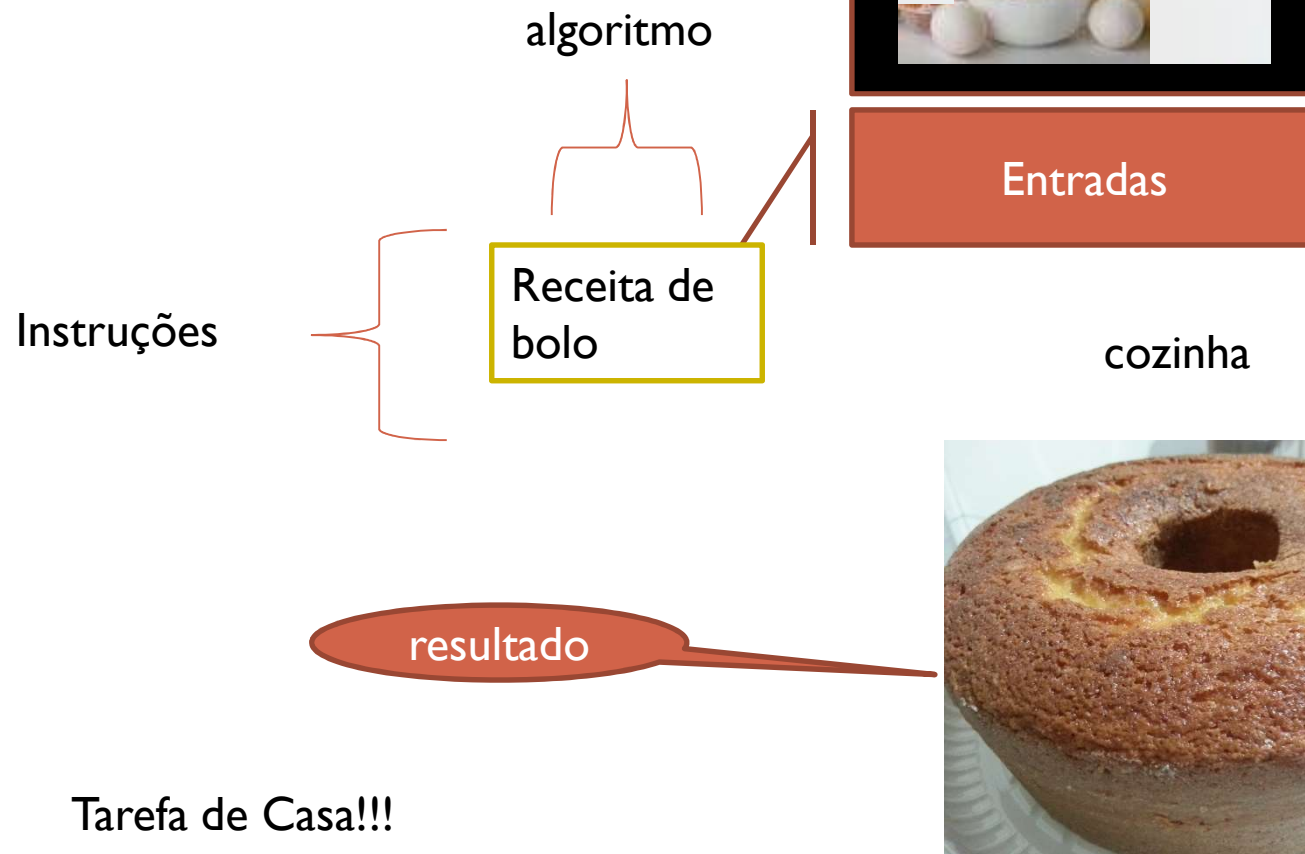 algoritmo
Entradas
Receita de
bolo
Instruções
cozinha
resultado
Tarefa de Casa!!!